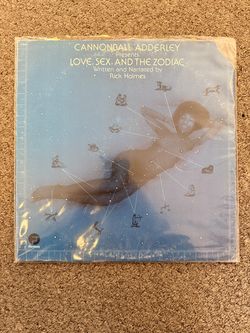 CANNONBALL ADDERLEY
Presents
LOVE, SEX, AND THE ZODIAC
Written and Narrated by
Rick Holmes